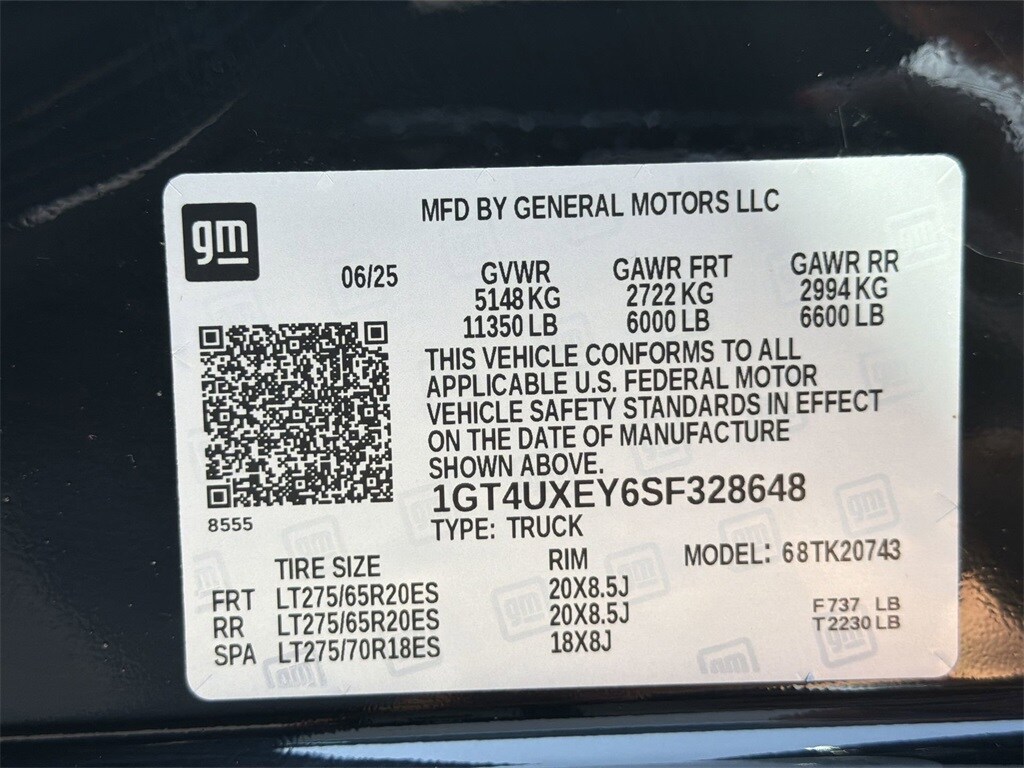 gm
MFD BY GENERAL MOTORS LLC
06/25
GVWR GAWR FRT GAWR RR
5148 KG 2722 KG 2994 KG
11350 LB 6000 LB 6600 LB
THIS VEHICLE CONFORMS TO ALL
APPLICABLE U.S. FEDERAL MOTOR
VEHICLE SAFETY STANDARDS IN EFFECT
ON THE DATE OF MANUFACTURE
SHOWN ABOVE.
1GT4UXEY6SF328648
8555
TYPE: TRUCK
MODEL: 68TK20743
TIRE SIZE RIM
FRT LT275/65R20ES 20X8.5J
RR LT275/65R20ES 20X8.5J
SPA LT275/70R18ES 18X8J
F737 LB
T2230 LB